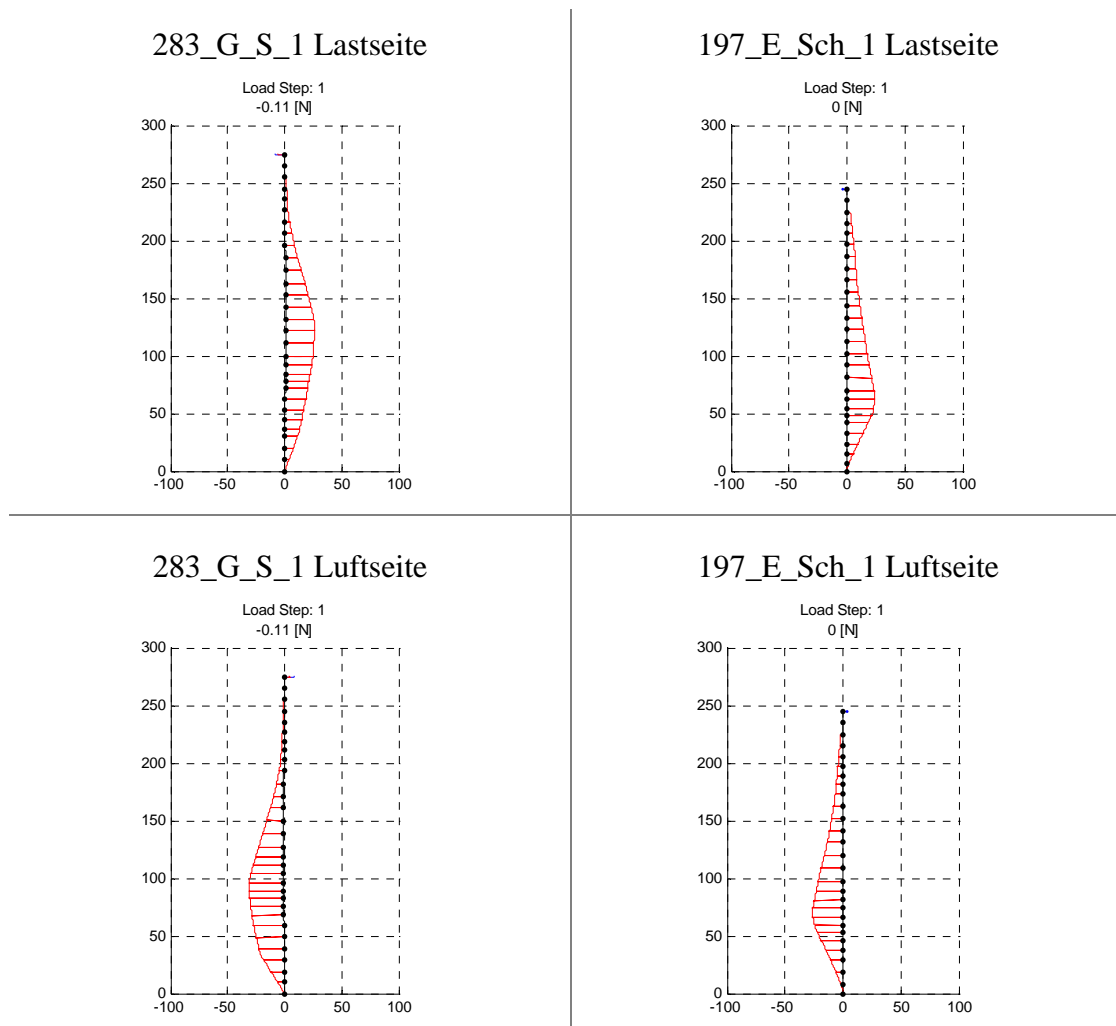 283_G_S_1 Lastseite
Load Step: 1
-0.11 [N]
300
250
200
150
100
50
0
-100 -50 0 50 100
197_E_Sch_1 Lastseite
Load Step: 1
0 [N]
300
250
200
150
100
50
0
-100 -50 0 50 100
283_G_S_1 Luftseite
Load Step: 1
-0.11 [N]
300
250
200
150
100
50
0
-100 -50 0 50 100
197_E_Sch_1 Luftseite
Load Step: 1
0 [N]
300
250
200
150
100
50
0
-100 -50 0 50 100